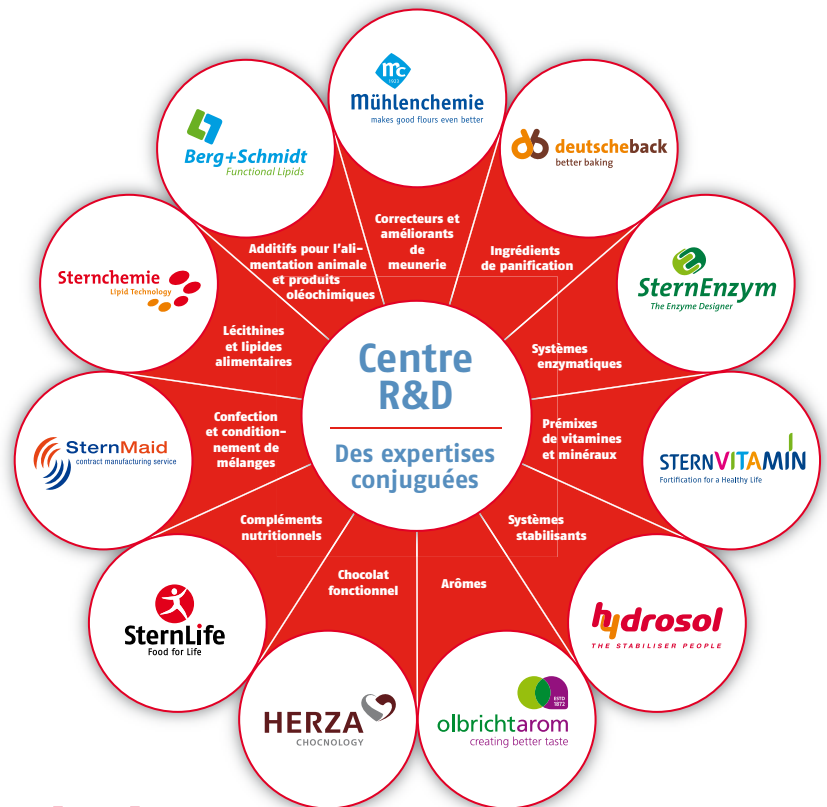 mc
1923
Mühlenchemie
makes good flours even better
deutscheback
better baking
SternEnzym
The Enzyme Designer
STERNVITAMIN
Fortification for a Healthy Life
hydrosol
THE STABILISER PEOPLE
ESTD
1872
olbrichtarom
creating better taste
HERZA
CHOCNOLOGY
SternLife
Food for Life
SternMaid
contract manufacturing service
Sternchemie
Lipid Technology
Berg+Schmidt
Functional Lipids
Correcteurs et
améliorants
de
meunerie
Ingrédients
de panification
Systèmes
enzymatiques
Prémixes
de vitamines
et minéraux
Systèmes
stabilisants
Arômes
Chocolat
fonctionnel
Compléments
nutritionnels
Confection
et condition-
nement de
mélanges
Lécithines
et lipides
alimentaires
Additifs pour l'ali-
mentation animale
et produits
oléochimiques
Centre
R&D
Des expertises
conjuguées